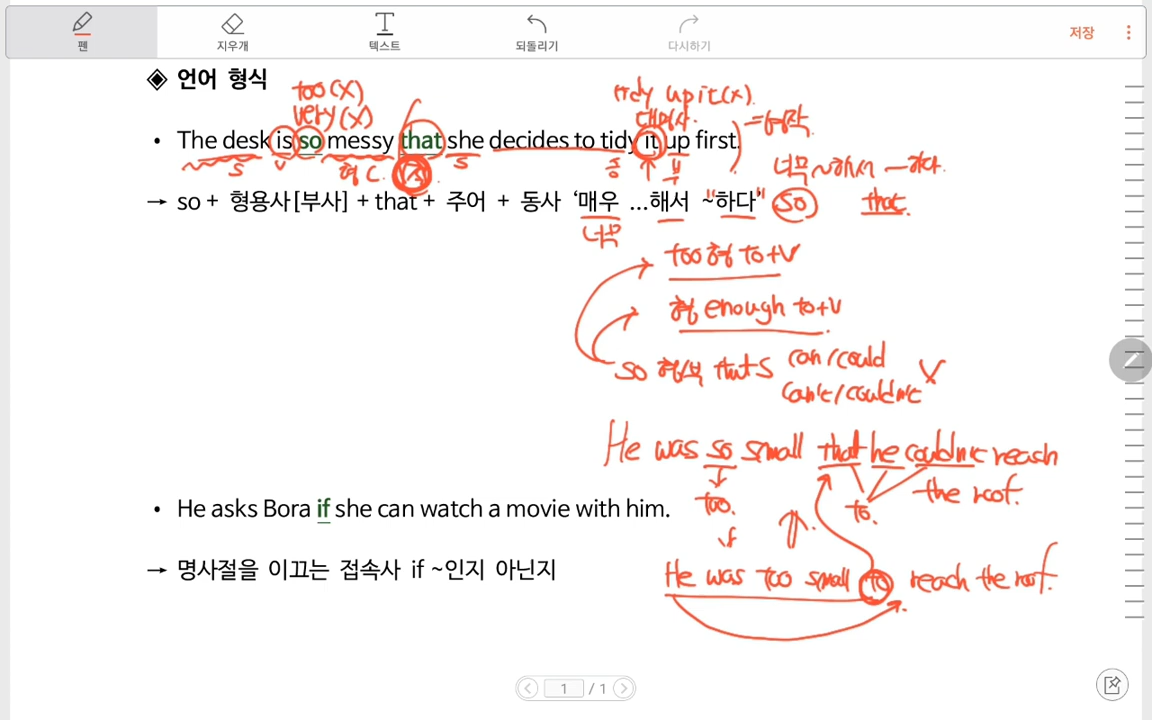 펜
지우개
텍스트
되돌리기
다시하기
저장
◈ 언어 형식
too (X)
very (X)
tidy up it (x).
대명사.
• The desk is so messy that she decides to tidy it up first.
S V 형 C. S 동 부
너무 ~해서 —하다.
→ so + 형용사[부사] + that + 주어 + 동사 ‘매우 …해서 ~하다’ so that.
너무
too 형 to+V
형 enough to+V
so 형/부 that S can/could
can't/couldn't V
He was so small that he couldn't reach
the roof.
too. to.
• He asks Bora if she can watch a movie with him.
if
→ 명사절을 이끄는 접속사 if ~인지 아닌지
He was too small to reach the roof.
1 / 1